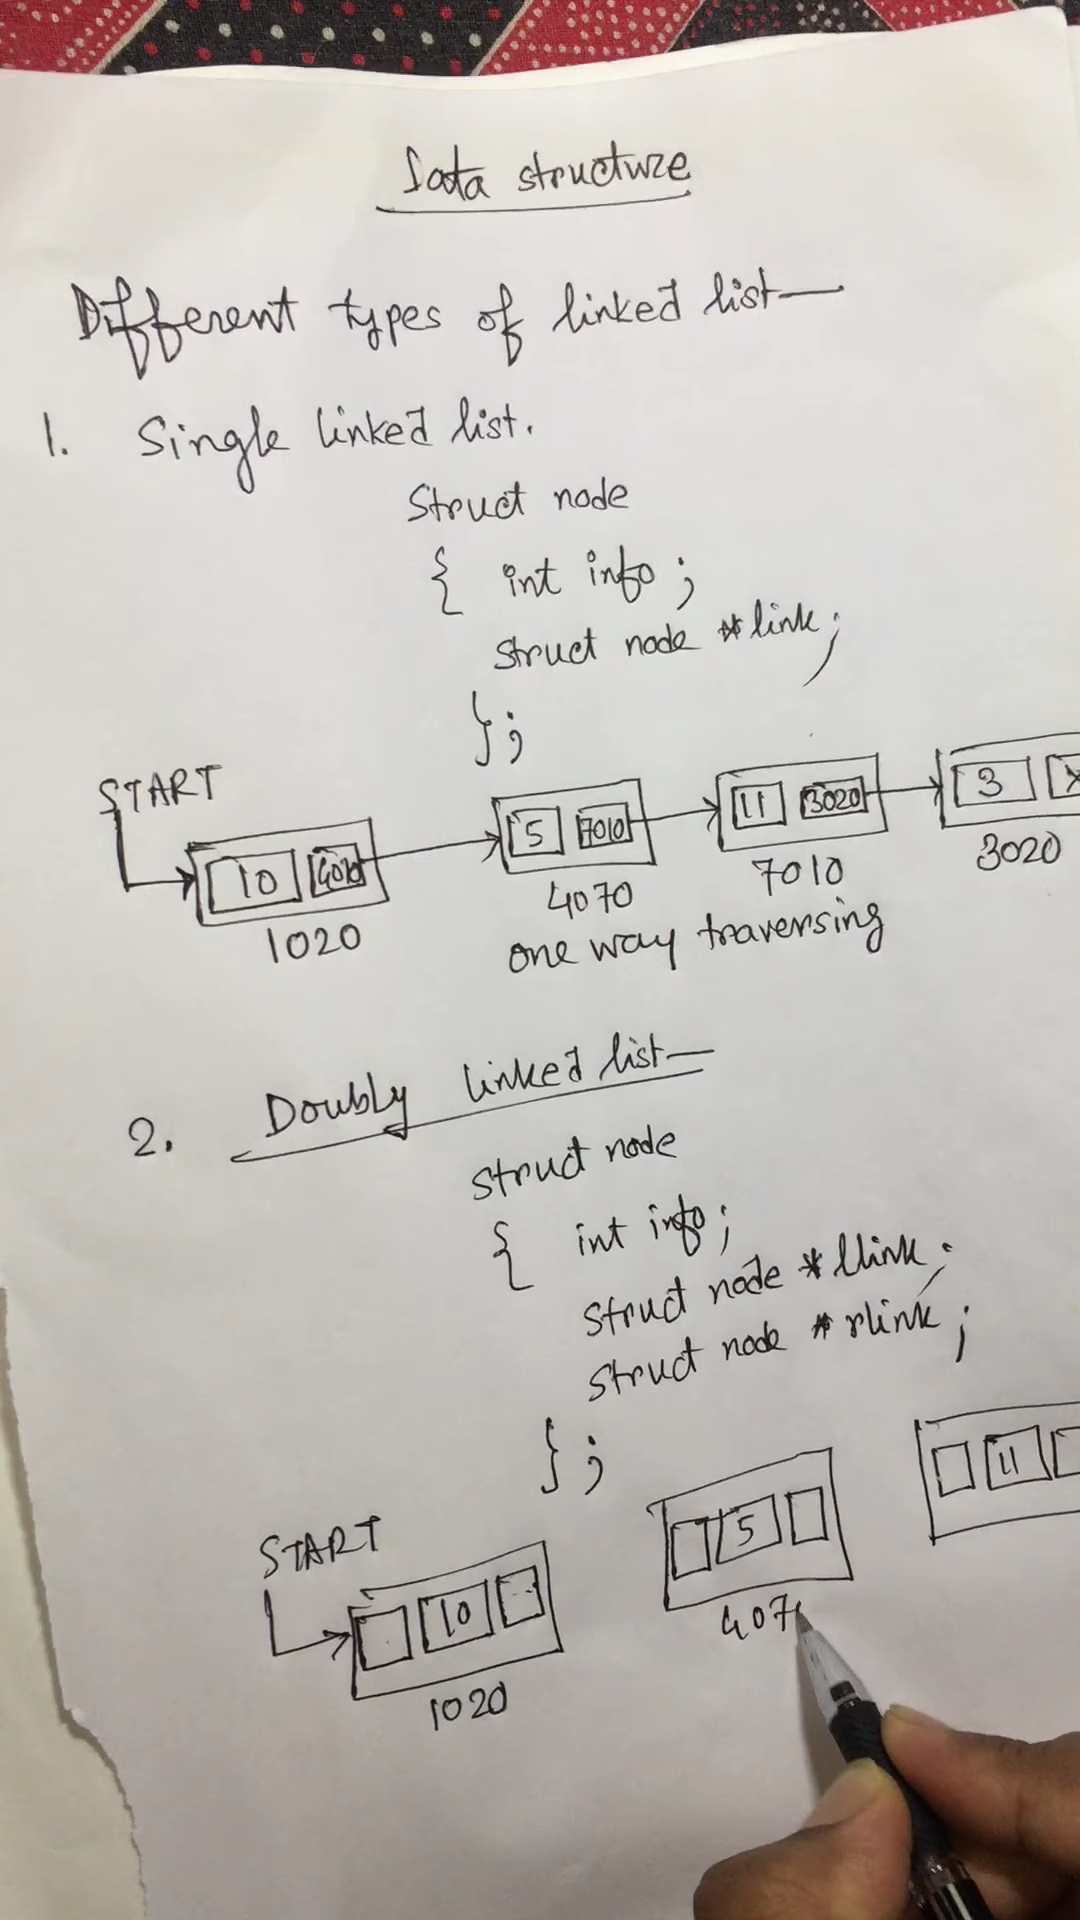 Data structure
Different types of linked list—
1. Single linked list.
Struct node
{ int info;
struct node *link;
};
START
10 5 7010 11 3020 3 X
1020 4070 7010 3020
one way traversing
2. Doubly linked list—
struct node
{ int info;
struct node *llink;
struct node *rlink;
};
START
10 5 11
1020 407